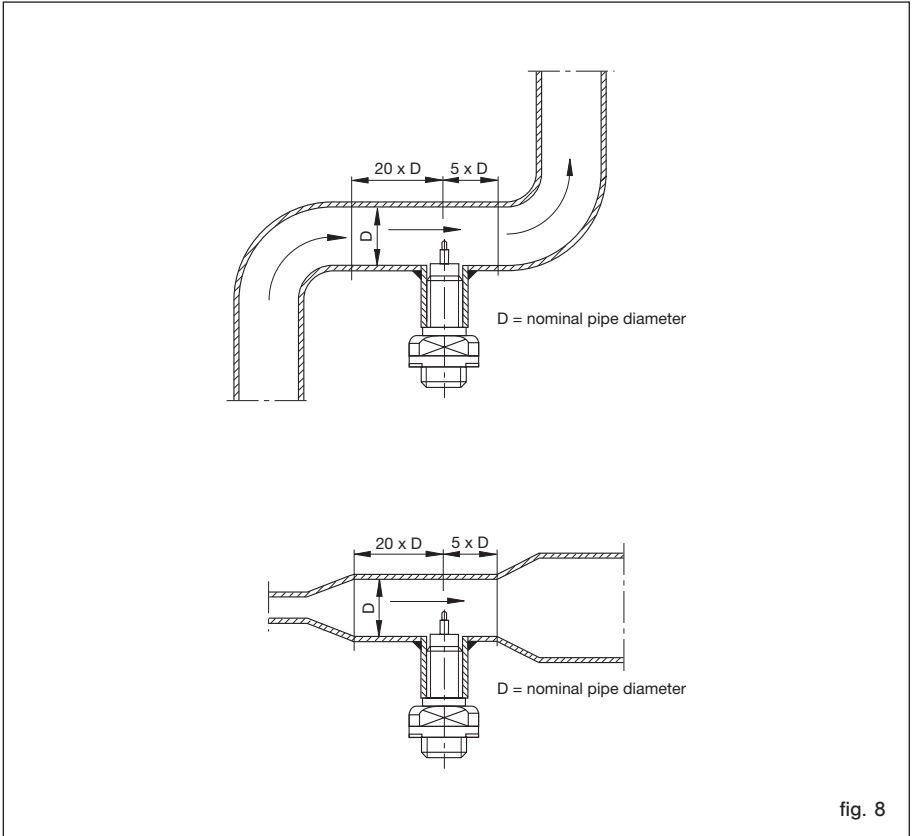 20 x D
5 x D
D
D = nominal pipe diameter
20 x D
5 x D
D
D = nominal pipe diameter
fig. 8